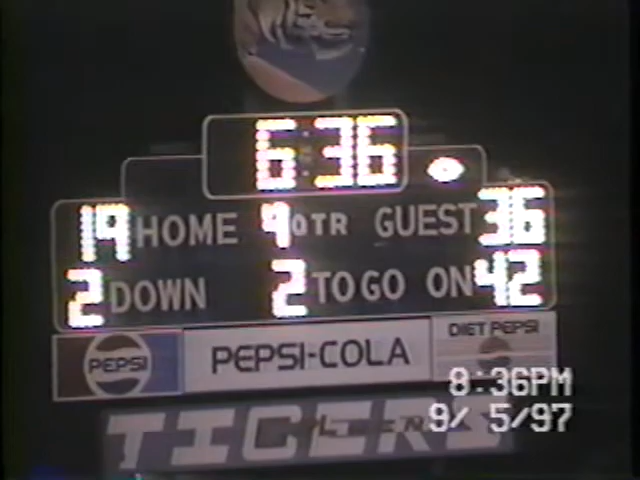 6:36
19 HOME 4 QTR GUEST 36
2 DOWN 2 TO GO ON 42
PEPSI PEPSI-COLA DIET PEPSI
8:36PM
TIGERS
9/ 5/97